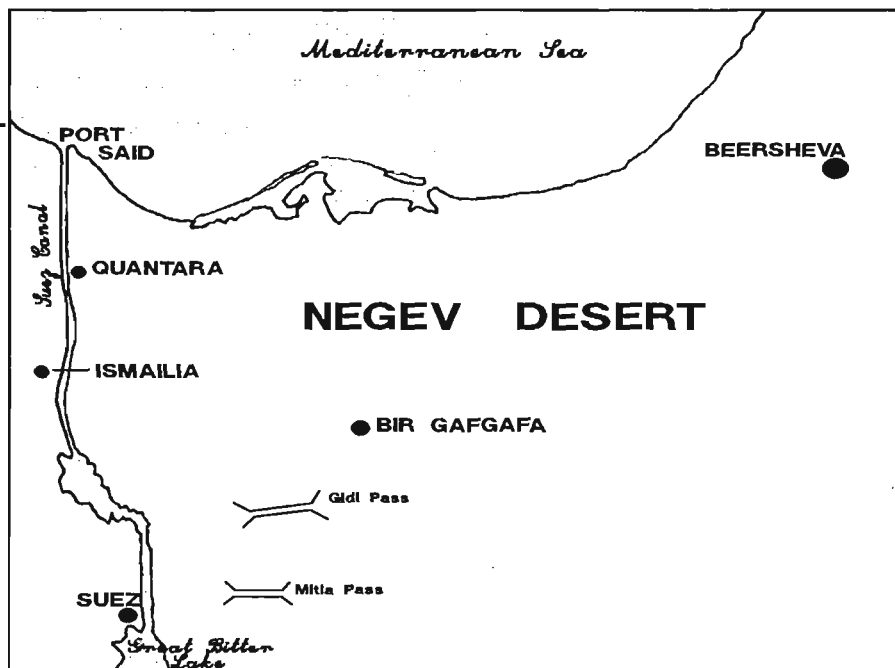 Mediterranean Sea
PORT
SAID
BEERSHEVA
Suez Canal
QUANTARA
NEGEV DESERT
ISMAILIA
BIR GAFGAFA
Gidi Pass
Mitla Pass
SUEZ
Great Bitter
Lake